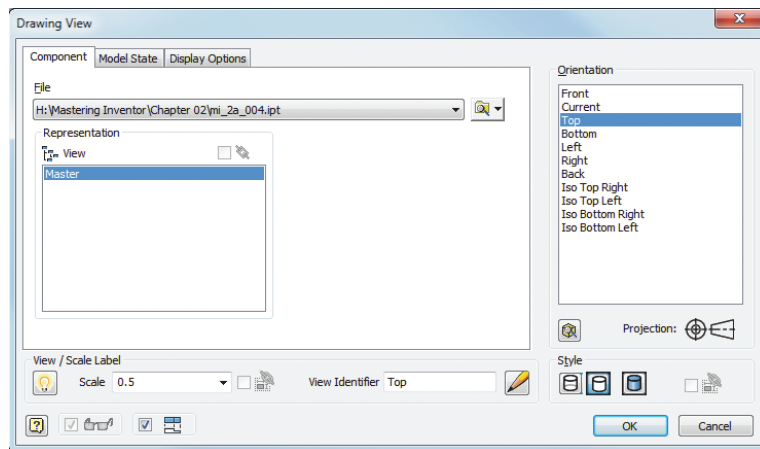 Drawing View
Component Model State Display Options
File
H:\Mastering Inventor\Chapter 02\mi_2a_004.ipt
Representation
View
Master
Orientation
Front
Current
Top
Bottom
Left
Right
Back
Iso Top Right
Iso Top Left
Iso Bottom Right
Iso Bottom Left
Projection:
View / Scale Label
Scale 0.5
View Identifier Top
Style
OK Cancel